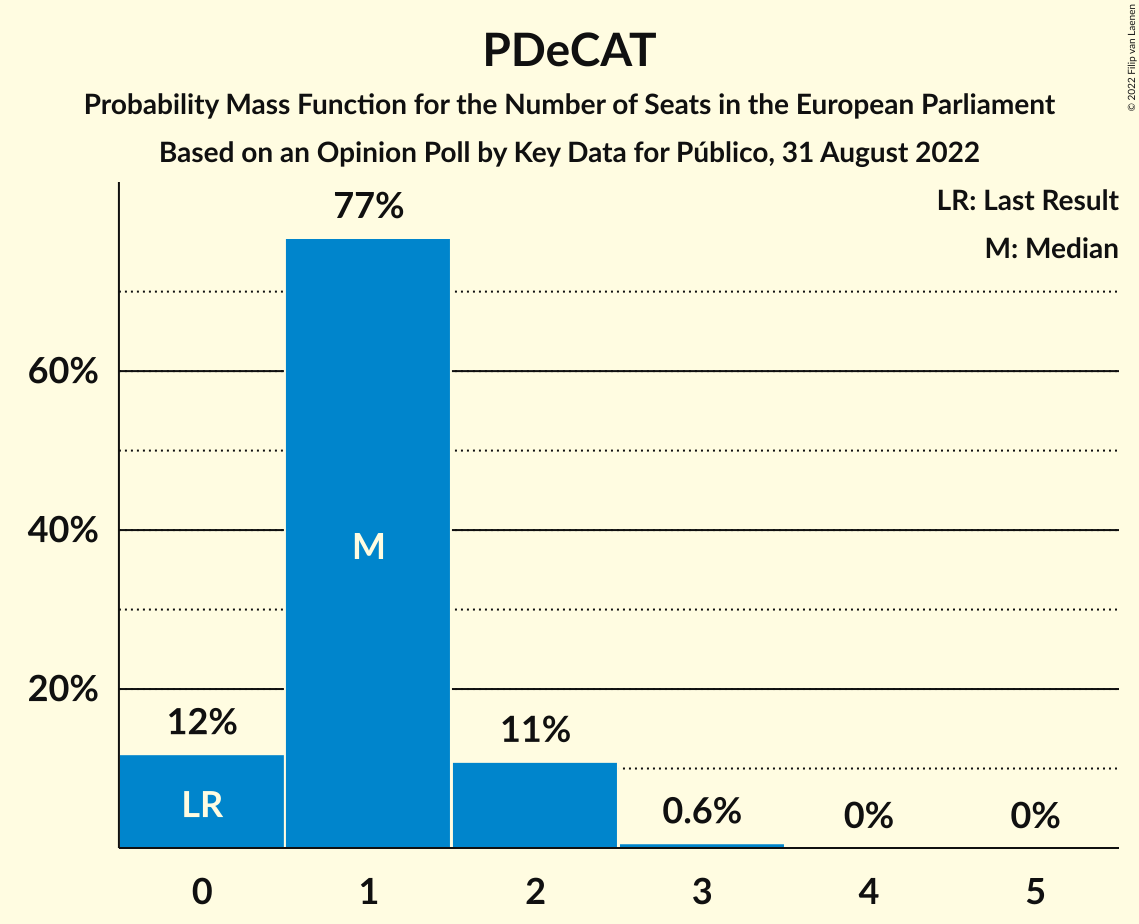 PDeCAT
Probability Mass Function for the Number of Seats in the European Parliament
Based on an Opinion Poll by Key Data for Público, 31 August 2022
© 2022 Filip van Laenen
LR: Last Result
M: Median
77%
60%
40%
M
20%
12%
11%
LR
0.6%
0%
0%
0
1
2
3
4
5